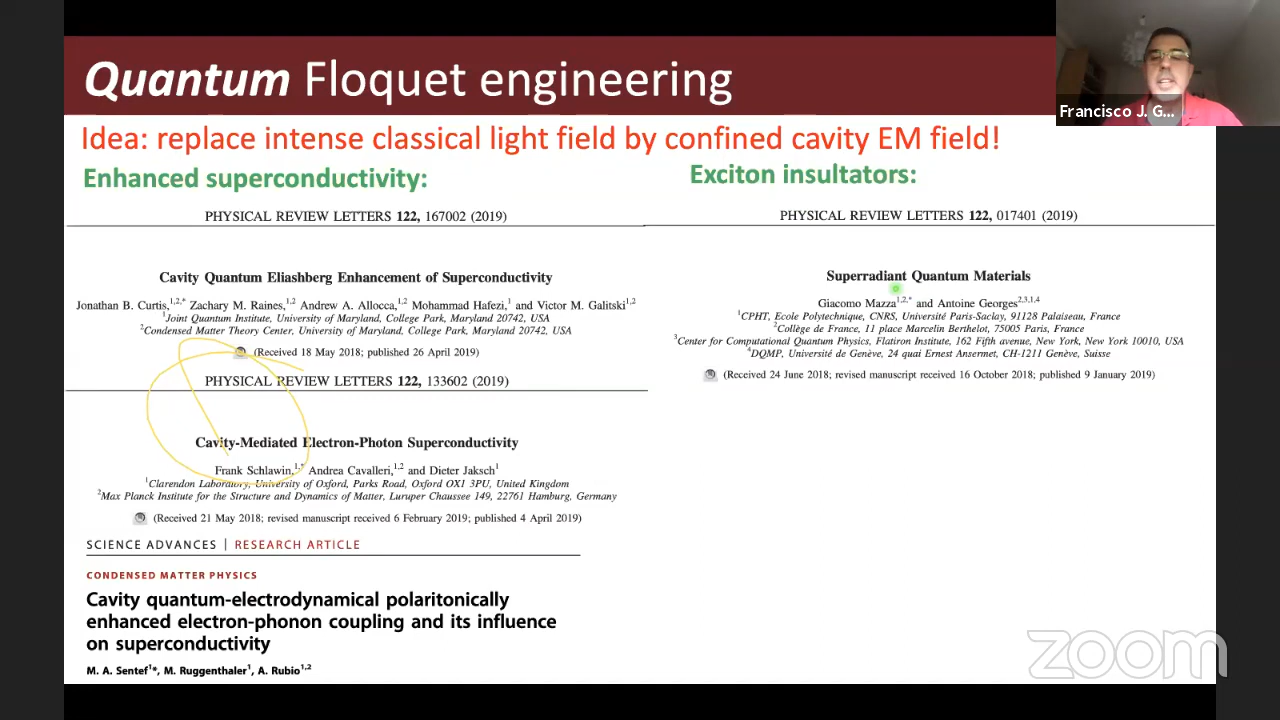 Quantum Floquet engineering
Francisco J. G...
Idea: replace intense classical light field by confined cavity EM field!
Enhanced superconductivity:
PHYSICAL REVIEW LETTERS 122, 167002 (2019)
Cavity Quantum Eliashberg Enhancement of Superconductivity
Jonathan B. Curtis,1,2,* Zachary M. Raines,1,2 Andrew A. Allocca,1,2 Mohammad Hafezi,1 and Victor M. Galitski1,2
1Joint Quantum Institute, University of Maryland, College Park, Maryland 20742, USA
2Condensed Matter Theory Center, University of Maryland, College Park, Maryland 20742, USA
(Received 18 May 2018; published 26 April 2019)
PHYSICAL REVIEW LETTERS 122, 133602 (2019)
Cavity-Mediated Electron-Photon Superconductivity
Frank Schlawin,1,* Andrea Cavalleri,1,2 and Dieter Jaksch1
1Clarendon Laboratory, University of Oxford, Parks Road, Oxford OX1 3PU, United Kingdom
2Max Planck Institute for the Structure and Dynamics of Matter, Luruper Chaussee 149, 22761 Hamburg, Germany
(Received 21 May 2018; revised manuscript received 6 February 2019; published 4 April 2019)
SCIENCE ADVANCES | RESEARCH ARTICLE
CONDENSED MATTER PHYSICS
Cavity quantum-electrodynamical polaritonically
enhanced electron-phonon coupling and its influence
on superconductivity
M. A. Sentef1*, M. Ruggenthaler1, A. Rubio1,2
Exciton insultators:
PHYSICAL REVIEW LETTERS 122, 017401 (2019)
Superradiant Quantum Materials
Giacomo Mazza1,2,* and Antoine Georges2,3,1,4
1CPHT, Ecole Polytechnique, CNRS, Université Paris-Saclay, 91128 Palaiseau, France
2Collège de France, 11 place Marcelin Berthelot, 75005 Paris, France
3Center for Computational Quantum Physics, Flatiron Institute, 162 Fifth avenue, New York, New York 10010, USA
4DQMP, Université de Genève, 24 quai Ernest Ansermet, CH-1211 Genève, Suisse
(Received 24 June 2018; revised manuscript received 16 October 2018; published 9 January 2019)
zoom